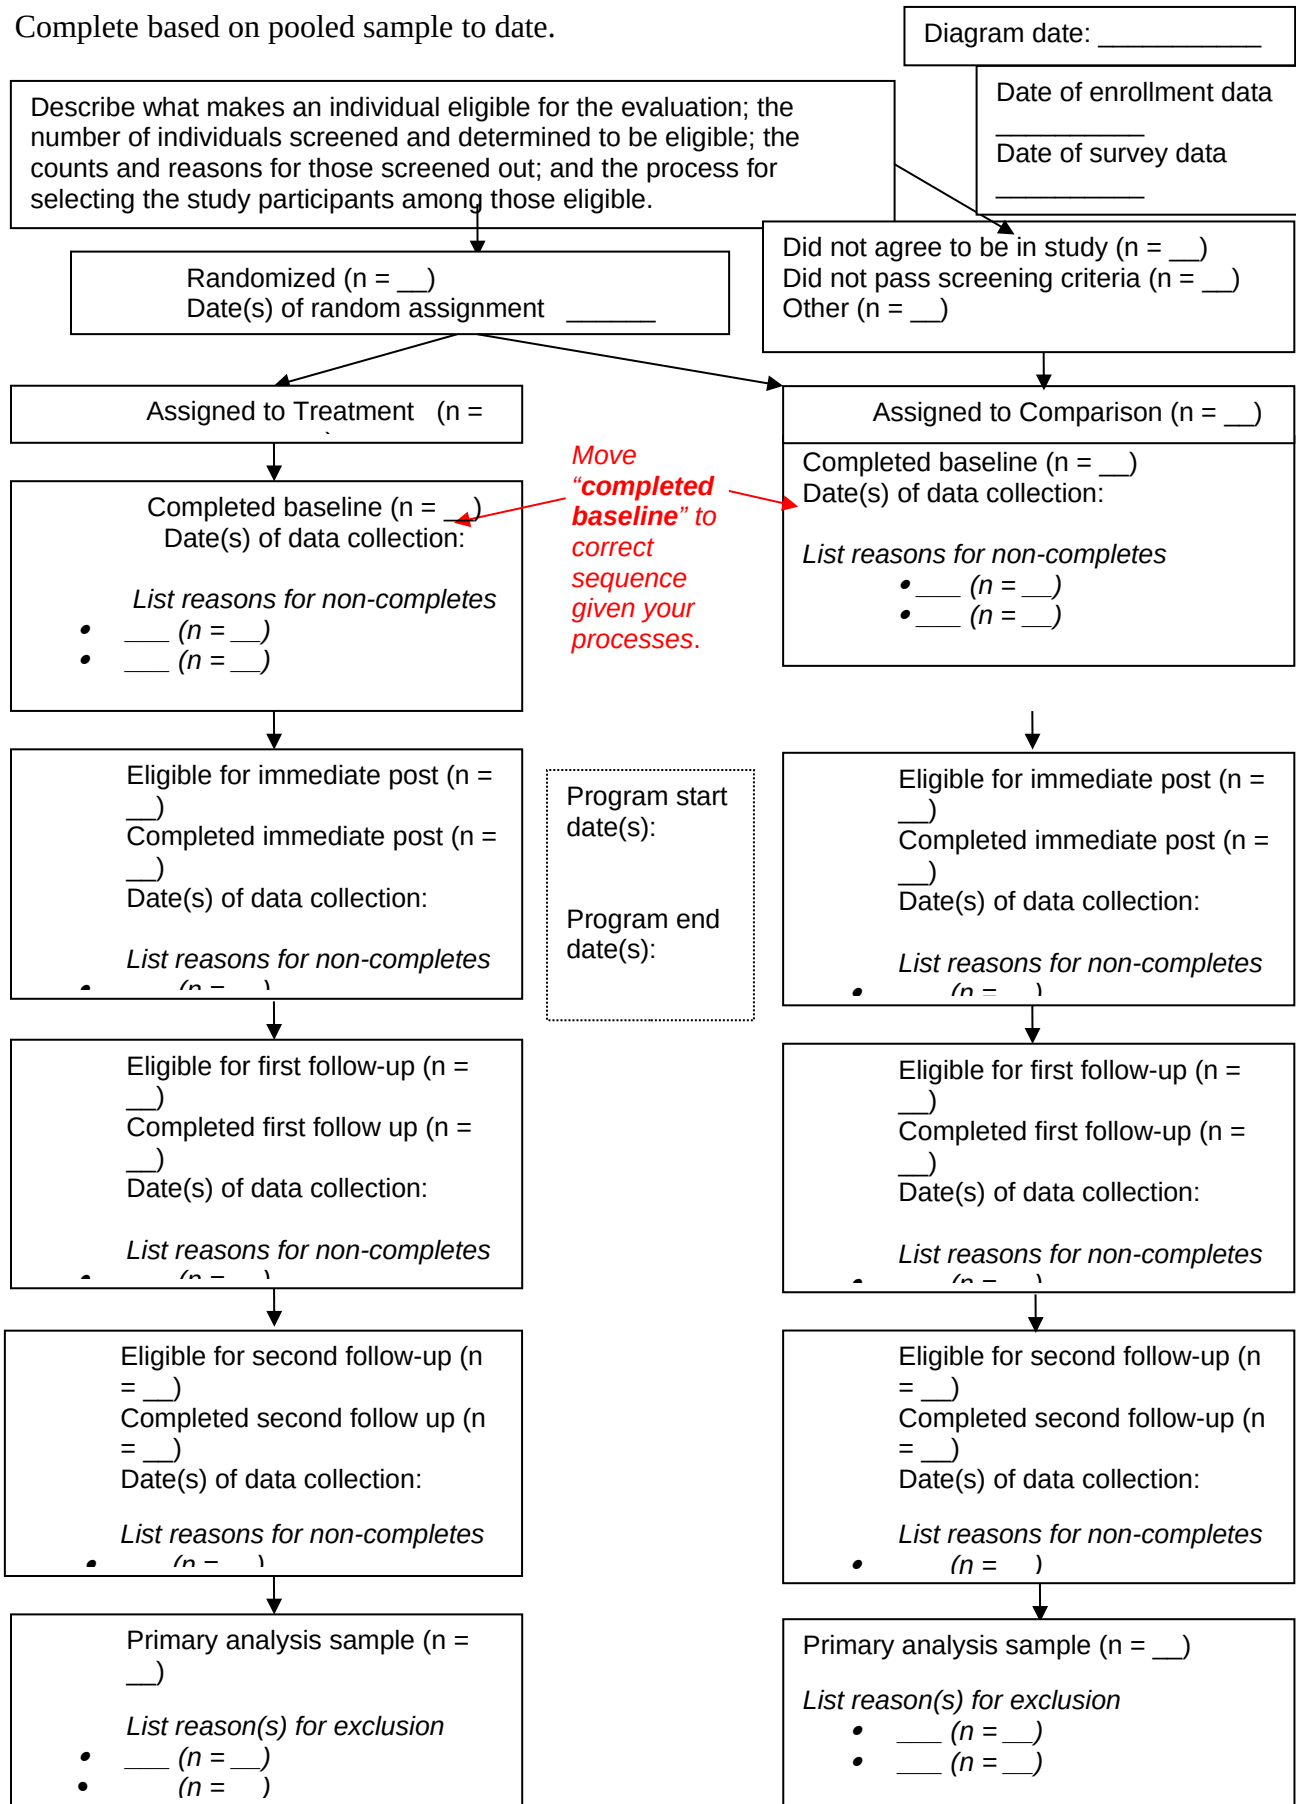 Complete based on pooled sample to date.
Diagram date: ___________
Date of enrollment data
__________
Date of survey data
__________
Describe what makes an individual eligible for the evaluation; the
number of individuals screened and determined to be eligible; the
counts and reasons for those screened out; and the process for
selecting the study participants among those eligible.
Did not agree to be in study (n = __)
Did not pass screening criteria (n = __)
Other (n = __)
Randomized (n = __)
Date(s) of random assignment ______
Assigned to Treatment (n =
Assigned to Comparison (n = __)
Completed baseline (n = __)
Date(s) of data collection:
List reasons for non-completes
• ___ (n = __)
• ___ (n = __)
Move
“completed
baseline” to
correct
sequence
given your
processes.
Completed baseline (n = __)
Date(s) of data collection:
List reasons for non-completes
• ___ (n = __)
• ___ (n = __)
Eligible for immediate post (n =
__)
Completed immediate post (n =
__)
Date(s) of data collection:
List reasons for non-completes
• ___ (n = __)
Program start
date(s):
Program end
date(s):
Eligible for immediate post (n =
__)
Completed immediate post (n =
__)
Date(s) of data collection:
List reasons for non-completes
• ___ (n = __)
Eligible for first follow-up (n =
__)
Completed first follow up (n =
__)
Date(s) of data collection:
List reasons for non-completes
• ___ (n = __)
Eligible for first follow-up (n =
__)
Completed first follow-up (n =
__)
Date(s) of data collection:
List reasons for non-completes
• ___ (n = __)
Eligible for second follow-up (n
= __)
Completed second follow up (n
= __)
Date(s) of data collection:
List reasons for non-completes
• ___ (n = __)
Eligible for second follow-up (n
= __)
Completed second follow-up (n
= __)
Date(s) of data collection:
List reasons for non-completes
• ___ (n = __)
Primary analysis sample (n =
__)
List reason(s) for exclusion
• ___ (n = __)
• ___ (n = __)
Primary analysis sample (n = __)
List reason(s) for exclusion
• ___ (n = __)
• ___ (n = __)